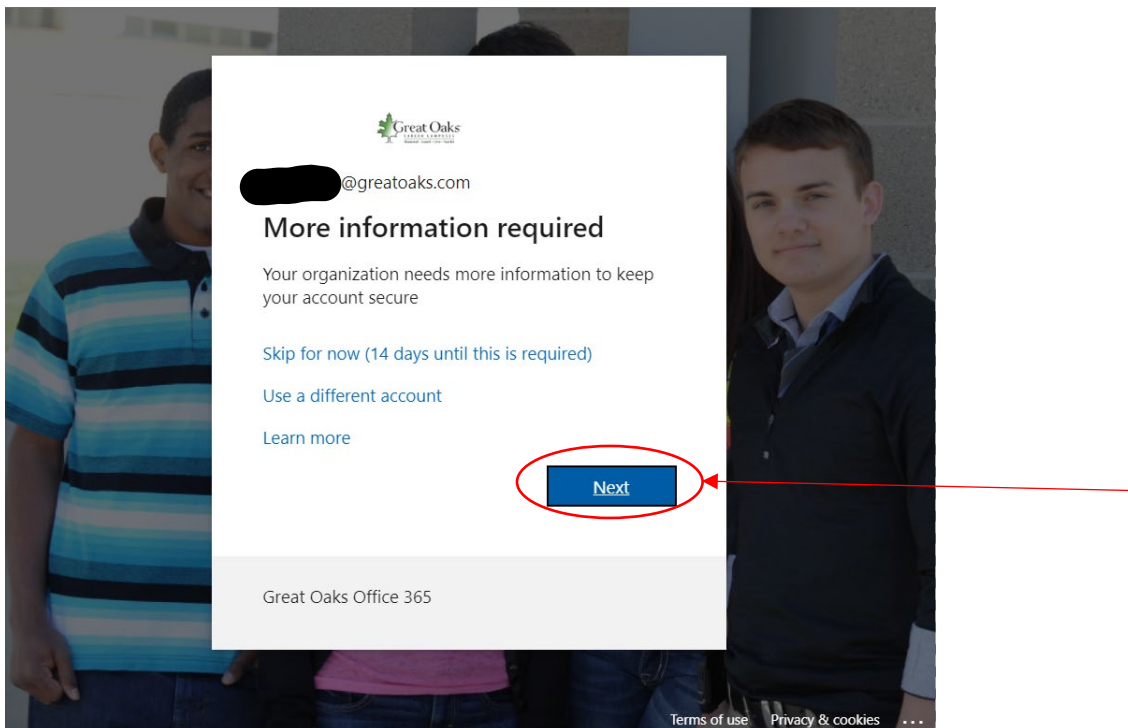 Great Oaks
CAREER CAMPUSES
@greatoaks.com
More information required
Your organization needs more information to keep
your account secure
Skip for now (14 days until this is required)
Use a different account
Learn more
Next
Great Oaks Office 365
Terms of use Privacy & cookies ...